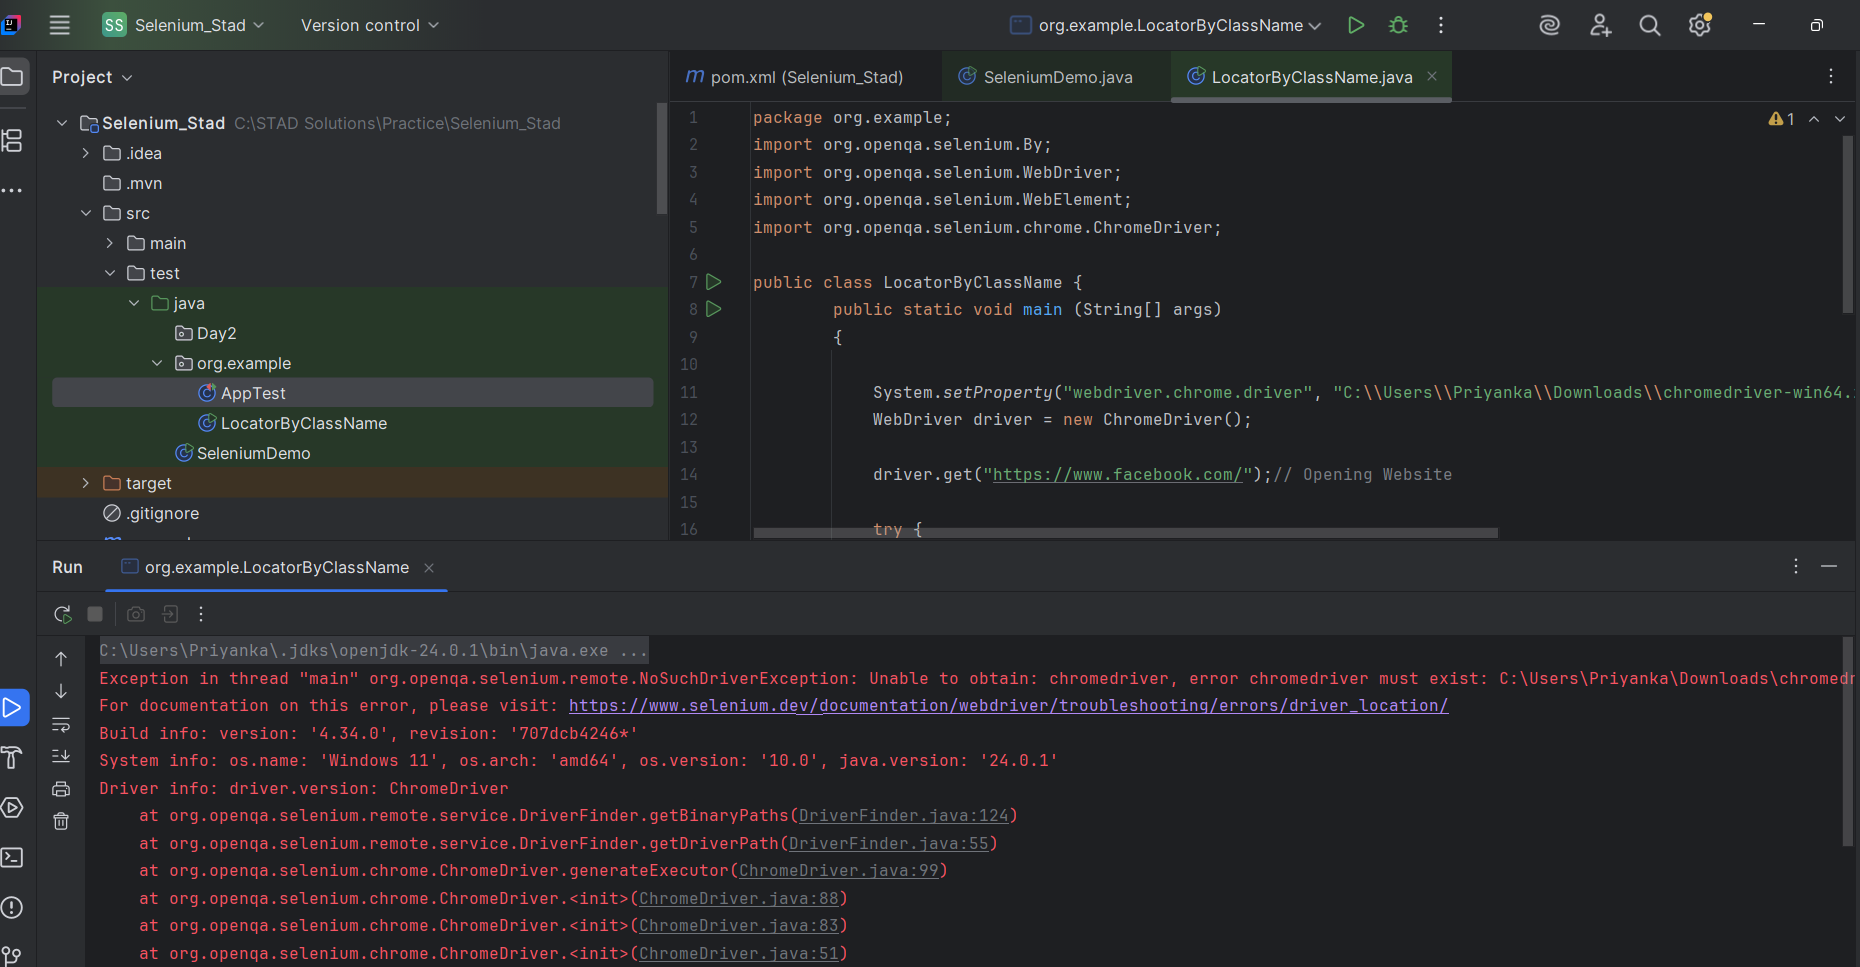 SS Selenium_Stad Version control org.example.LocatorByClassName
Project
pom.xml (Selenium_Stad) SeleniumDemo.java LocatorByClassName.java
Selenium_Stad C:\STAD Solutions\Practice\Selenium_Stad
.idea
.mvn
src
main
test
java
Day2
org.example
AppTest
LocatorByClassName
SeleniumDemo
target
.gitignore
1 package org.example;
2 import org.openqa.selenium.By;
3 import org.openqa.selenium.WebDriver;
4 import org.openqa.selenium.WebElement;
5 import org.openqa.selenium.chrome.ChromeDriver;
6
7 public class LocatorByClassName {
8 public static void main (String[] args)
9 {
10
11 System.setProperty("webdriver.chrome.driver", "C:\\Users\\Priyanka\\Downloads\\chromedriver-win64.
12 WebDriver driver = new ChromeDriver();
13
14 driver.get("https://www.facebook.com/");// Opening Website
15
16 try {
1
Run org.example.LocatorByClassName
C:\Users\Priyanka\.jdks\openjdk-24.0.1\bin\java.exe ...
Exception in thread "main" org.openqa.selenium.remote.NoSuchDriverException: Unable to obtain: chromedriver, error chromedriver must exist: C:\Users\Priyanka\Downloads\chromedr
For documentation on this error, please visit: https://www.selenium.dev/documentation/webdriver/troubleshooting/errors/driver_location/
Build info: version: '4.34.0', revision: '707dcb4246*'
System info: os.name: 'Windows 11', os.arch: 'amd64', os.version: '10.0', java.version: '24.0.1'
Driver info: driver.version: ChromeDriver
at org.openqa.selenium.remote.service.DriverFinder.getBinaryPaths(DriverFinder.java:124)
at org.openqa.selenium.remote.service.DriverFinder.getDriverPath(DriverFinder.java:55)
at org.openqa.selenium.chrome.ChromeDriver.generateExecutor(ChromeDriver.java:99)
at org.openqa.selenium.chrome.ChromeDriver.<init>(ChromeDriver.java:88)
at org.openqa.selenium.chrome.ChromeDriver.<init>(ChromeDriver.java:83)
at org.openqa.selenium.chrome.ChromeDriver.<init>(ChromeDriver.java:51)